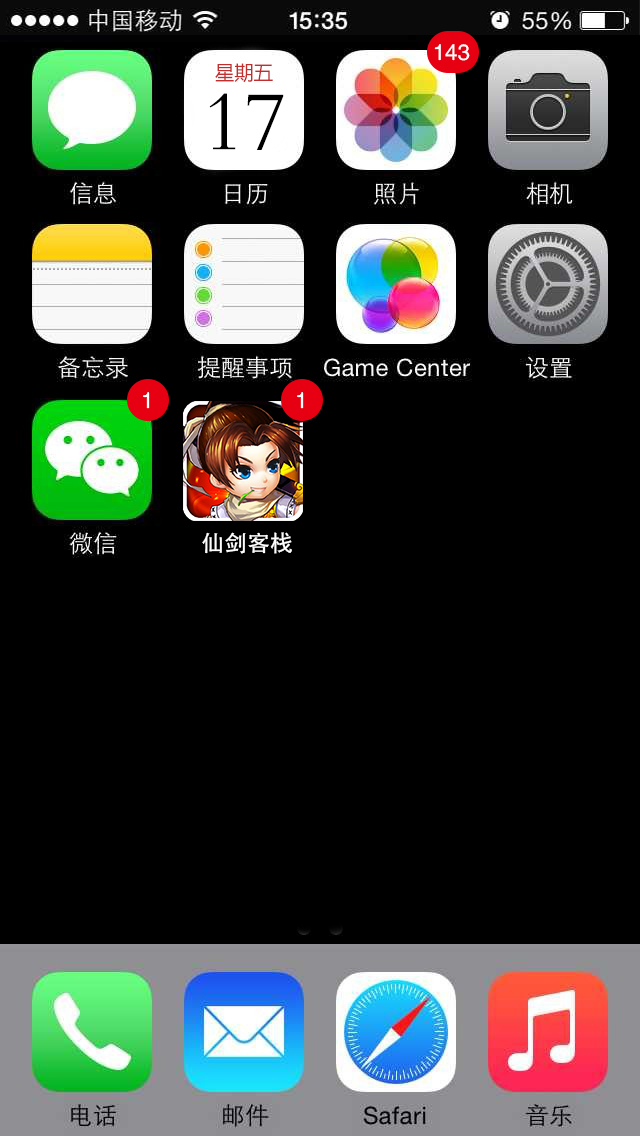 中国移动 15:35 55%
143
星期五
17
信息 日历 照片 相机
备忘录 提醒事项 Game Center 设置
1 1
微信 仙剑客栈
电话 邮件 Safari 音乐